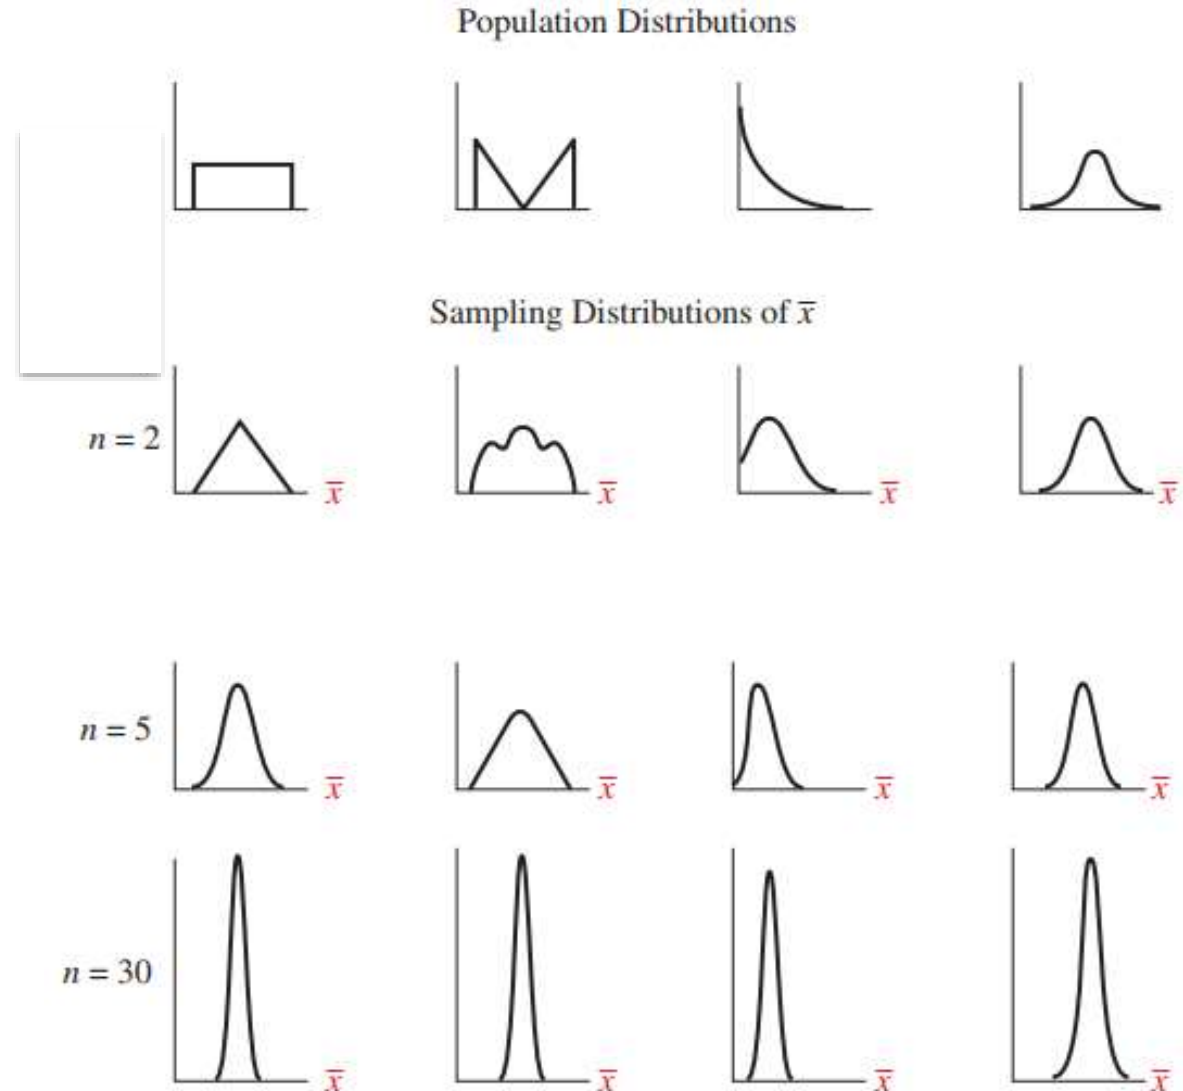 Population Distributions
Sampling Distributions of x̅
n = 2
x̅ x̅ x̅ x̅
n = 5
x̅ x̅ x̅ x̅
n = 30
x̅ x̅ x̅ x̅